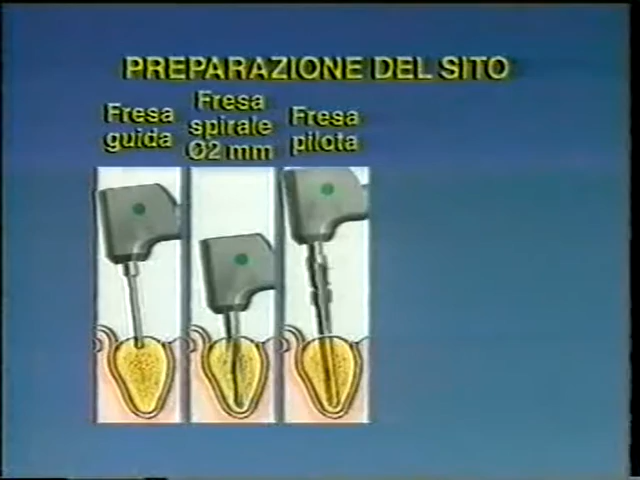 PREPARAZIONE DEL SITO
Fresa
guida
Fresa
spirale
Ø2 mm
Fresa
pilota